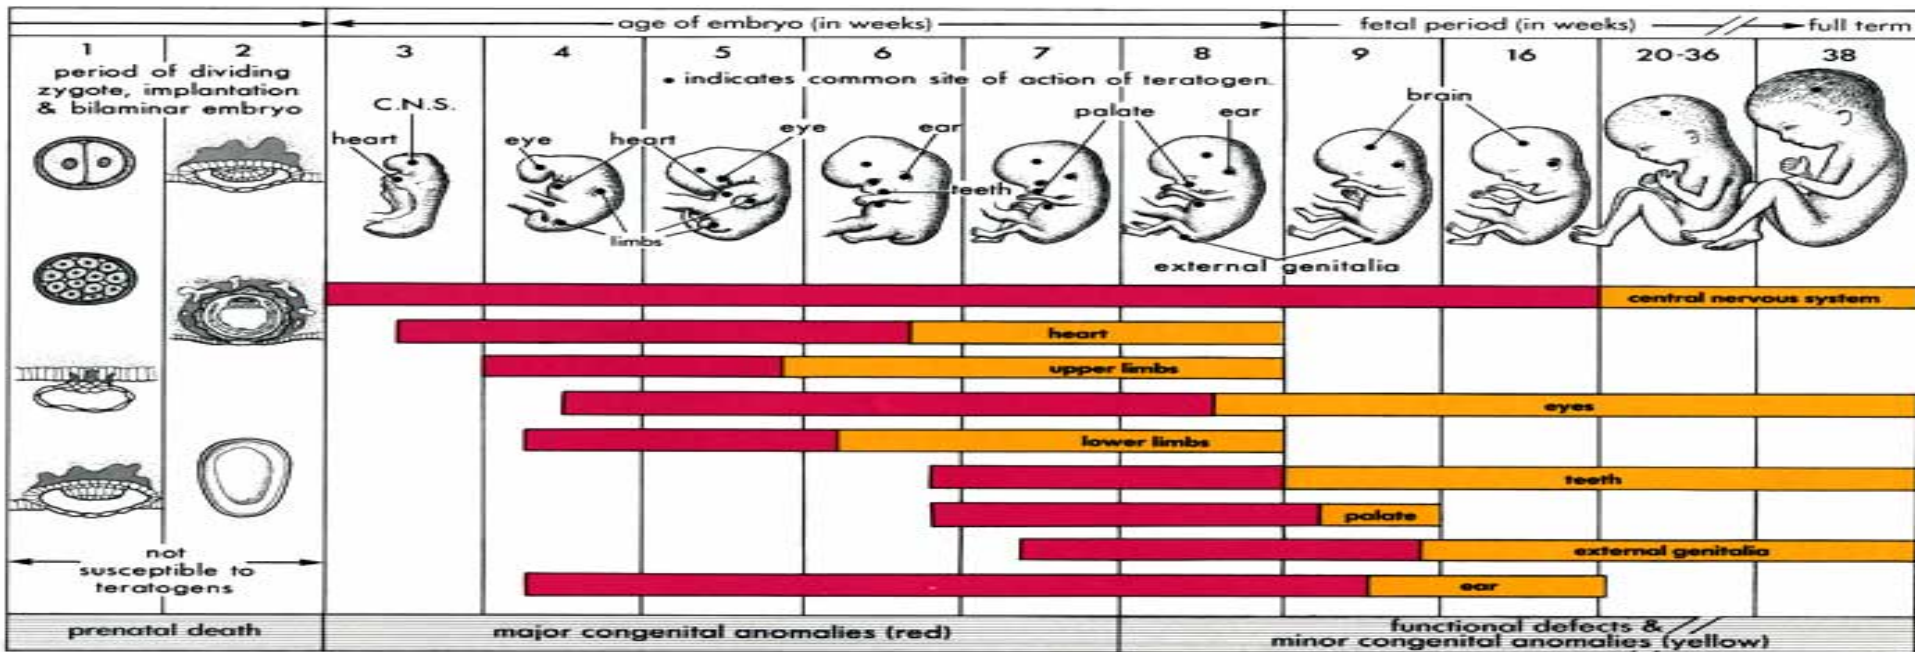 age of embryo (in weeks)
fetal period (in weeks)
full term
1
2
3
4
5
6
7
8
9
16
20-36
38
period of dividing
zygote, implantation
& bilaminar embryo
• indicates common site of action of teratogen.
C.N.S.
heart
eye
heart
eye
ear
palate
ear
brain
teeth
limbs
external genitalia
central nervous system
heart
upper limbs
eyes
lower limbs
teeth
palate
external genitalia
ear
not
susceptible to
teratogens
prenatal death
major congenital anomalies (red)
functional defects &
minor congenital anomalies (yellow)